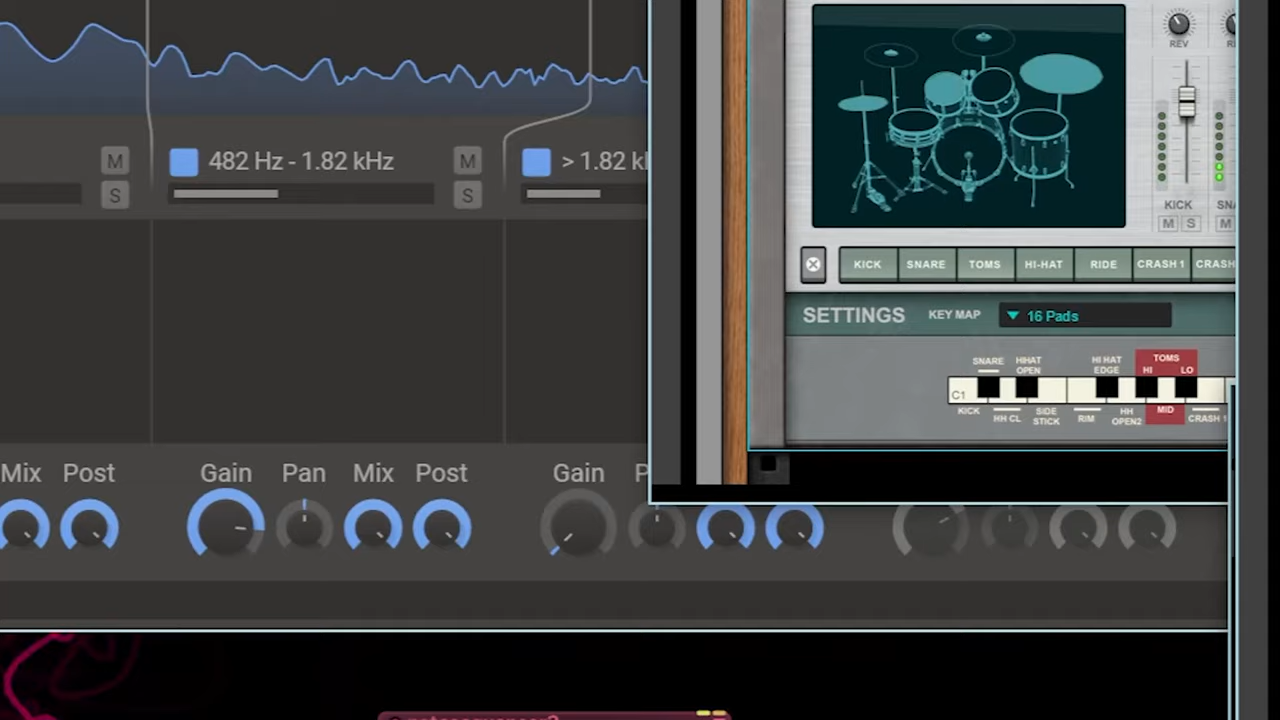 M
S
482 Hz - 1.82 kHz
M
S
> 1.82 k
Mix Post Gain Pan Mix Post Gain
REV
KICK
M S M
KICK SNARE TOMS HI-HAT RIDE CRASH 1 CRASH
SETTINGS KEY MAP 16 Pads
SNARE HIHAT OPEN HI HAT EDGE TOMS HI LO
C1
KICK HH CL SIDE STICK RIM HH OPEN2 MID CRASH 1